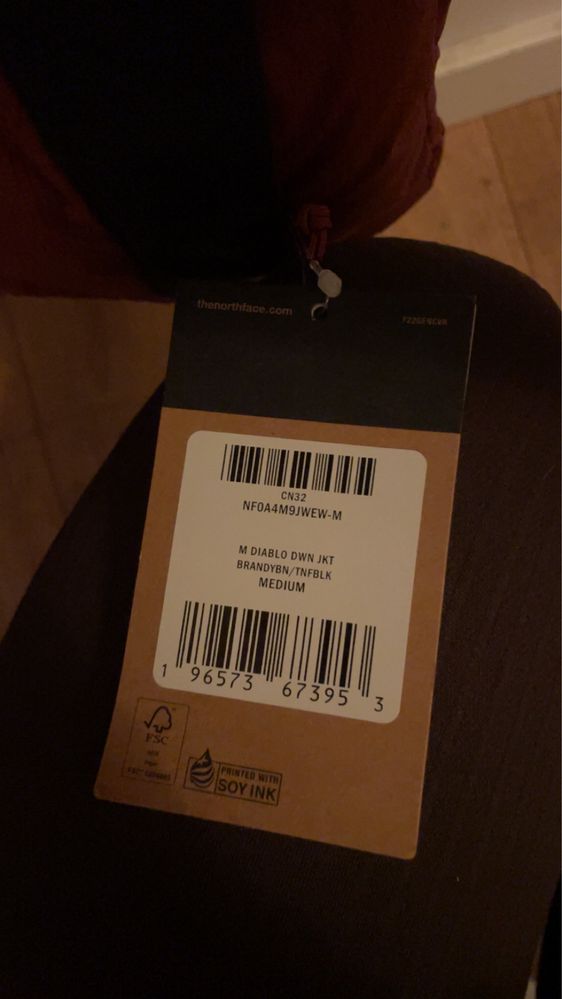 thenorthface.com
CN32
NF0A4M9JWEW-M
M DIABLO DWN JKT
BRANDYBN/TNFBLK
MEDIUM
1 96573 67395 3
FSC
PRINTED WITH
SOY INK